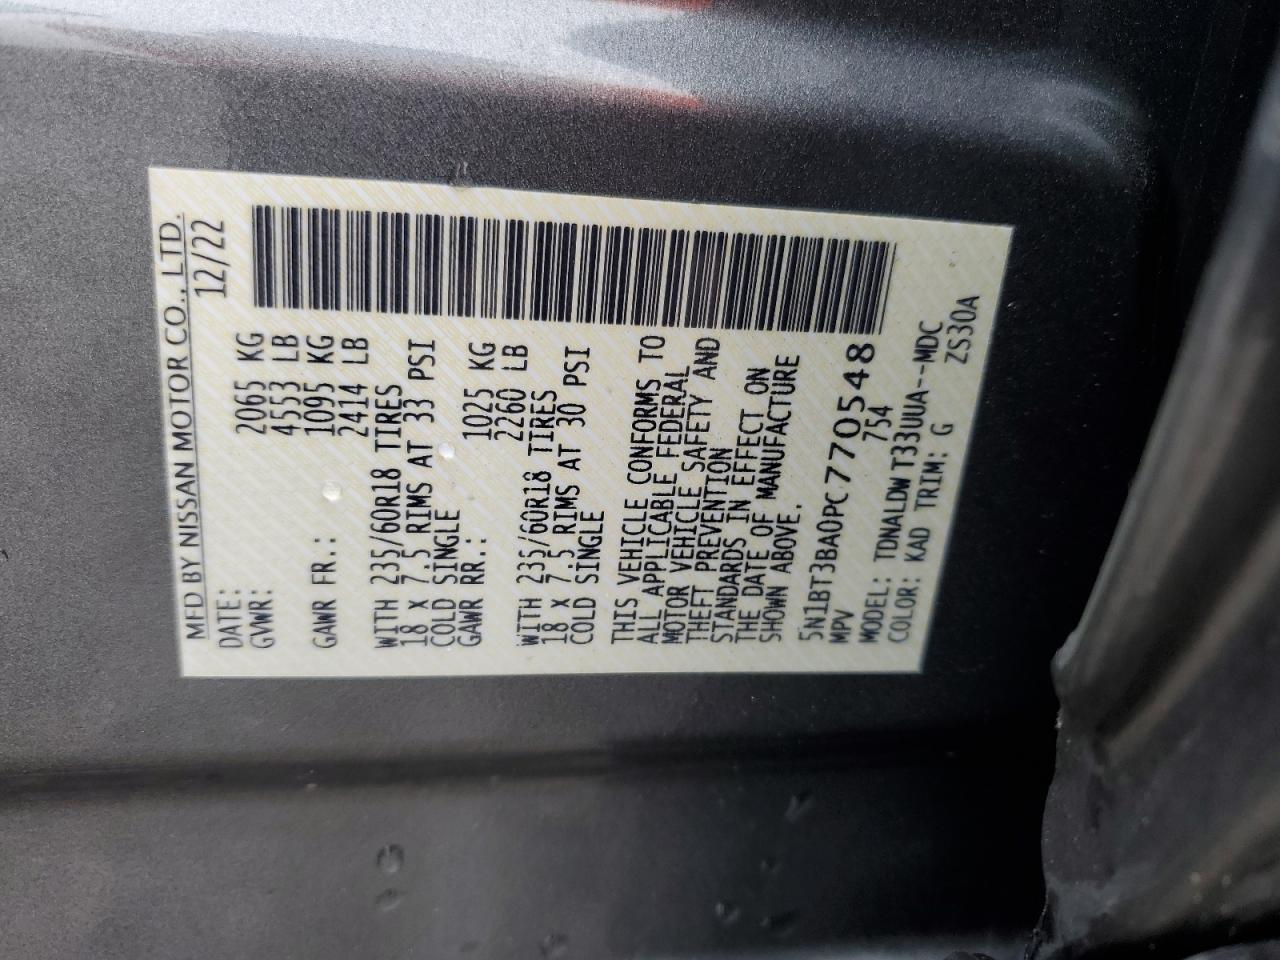 MFD BY NISSAN MOTOR CO., LTD.
DATE: 12/22
GVWR: 2065 KG
4553 LB
GAWR FR.: 1095 KG
2414 LB
WITH 235/60R18 TIRES
18 X 7.5 RIMS AT 33 PSI
COLD SINGLE
GAWR RR.: 1025 KG
2260 LB
WITH 235/60R18 TIRES
18 X 7.5 RIMS AT 30 PSI
COLD SINGLE
THIS VEHICLE CONFORMS TO
ALL APPLICABLE FEDERAL
MOTOR VEHICLE SAFETY AND
THEFT PREVENTION
STANDARDS IN EFFECT ON
THE DATE OF MANUFACTURE
SHOWN ABOVE.
5N1BT3BA0PC770548
MPV 754
MODEL: TDNALDW T33UUA--MDC
COLOR: KAD TRIM: G ZS30A